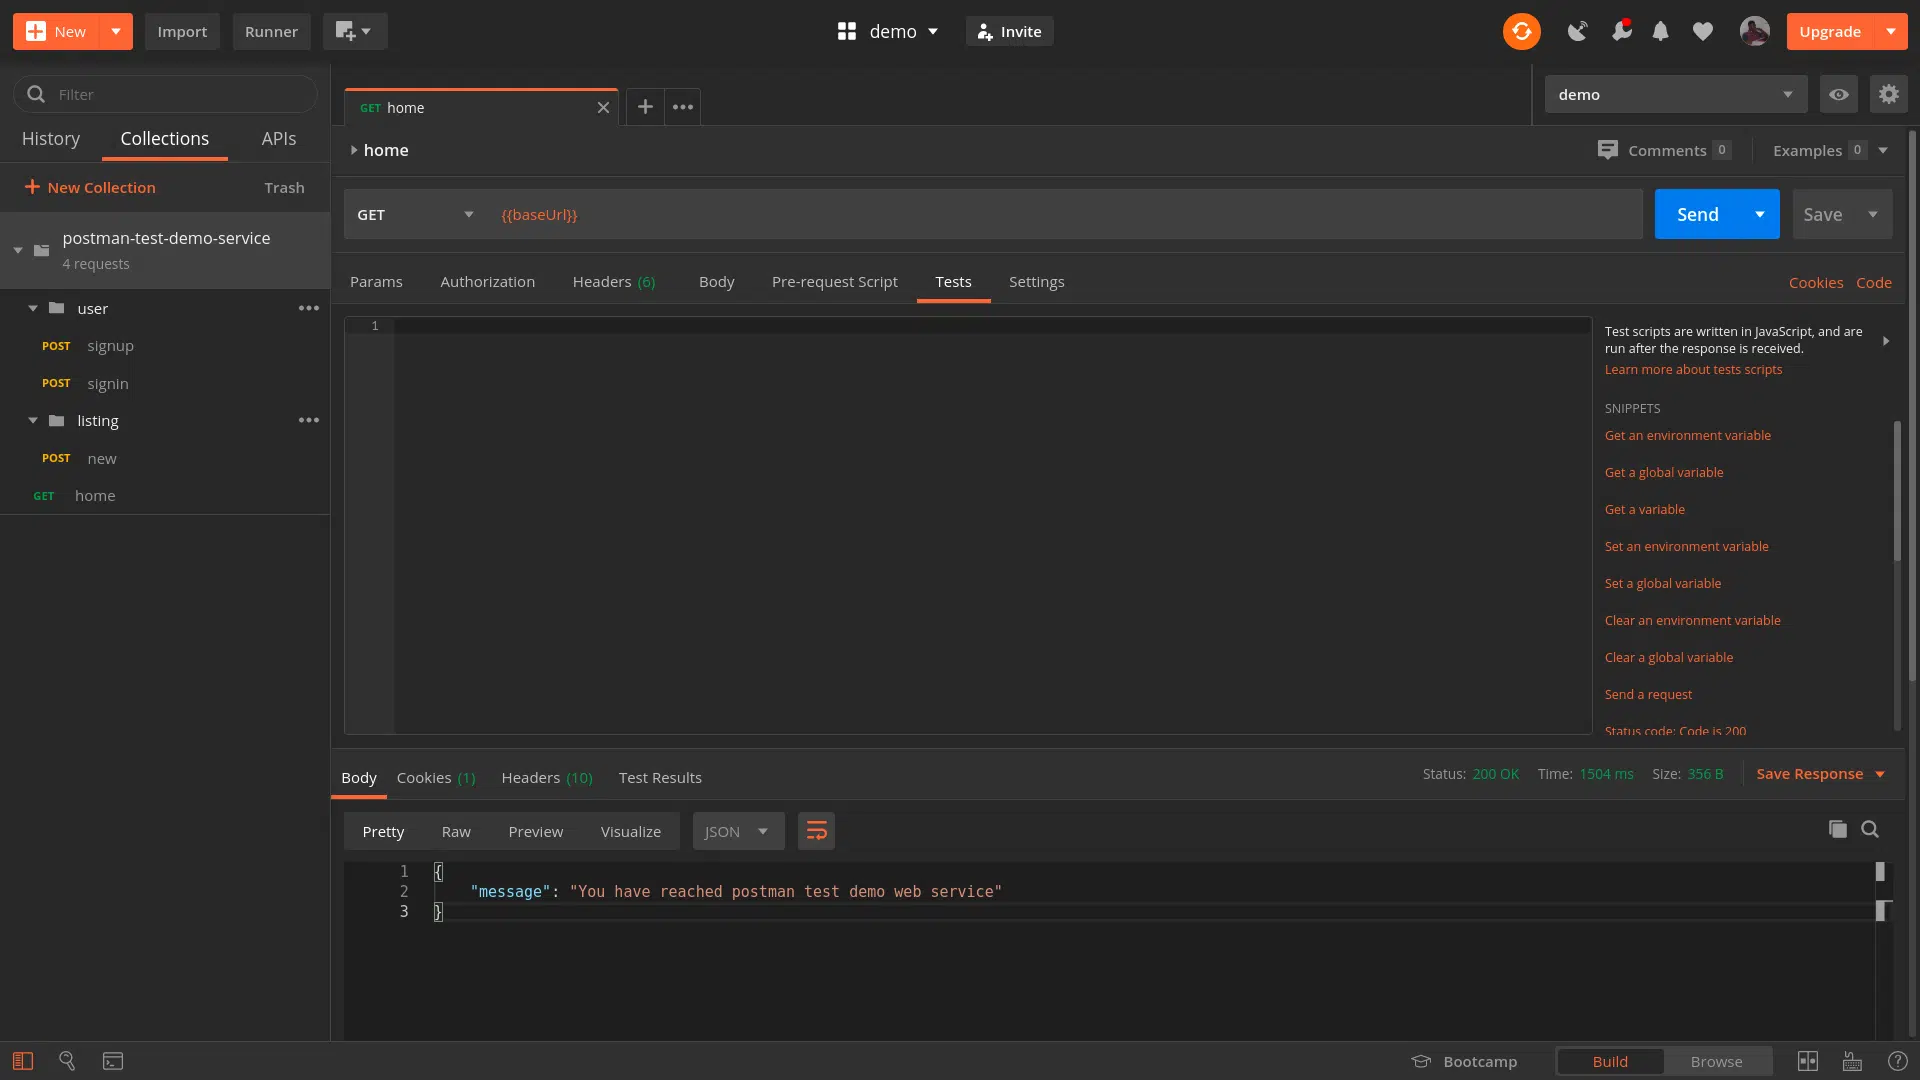 New
Import
Runner
demo
Invite
Upgrade
Filter
GET home
demo
History
Collections
APIs
home
Comments 0
Examples 0
New Collection
Trash
GET
{{baseUrl}}
Send
Save
postman-test-demo-service
4 requests
Params
Authorization
Headers (6)
Body
Pre-request Script
Tests
Settings
Cookies
Code
user
POST signup
POST signin
listing
POST new
GET home
1
Test scripts are written in JavaScript, and are
run after the response is received.
Learn more about tests scripts
SNIPPETS
Get an environment variable
Get a global variable
Get a variable
Set an environment variable
Set a global variable
Clear an environment variable
Clear a global variable
Send a request
Status code: Code is 200
Body
Cookies (1)
Headers (10)
Test Results
Status: 200 OK
Time: 1504 ms
Size: 356 B
Save Response
Pretty
Raw
Preview
Visualize
JSON
1 {
2 "message": "You have reached postman test demo web service"
3 }
Bootcamp
Build
Browse